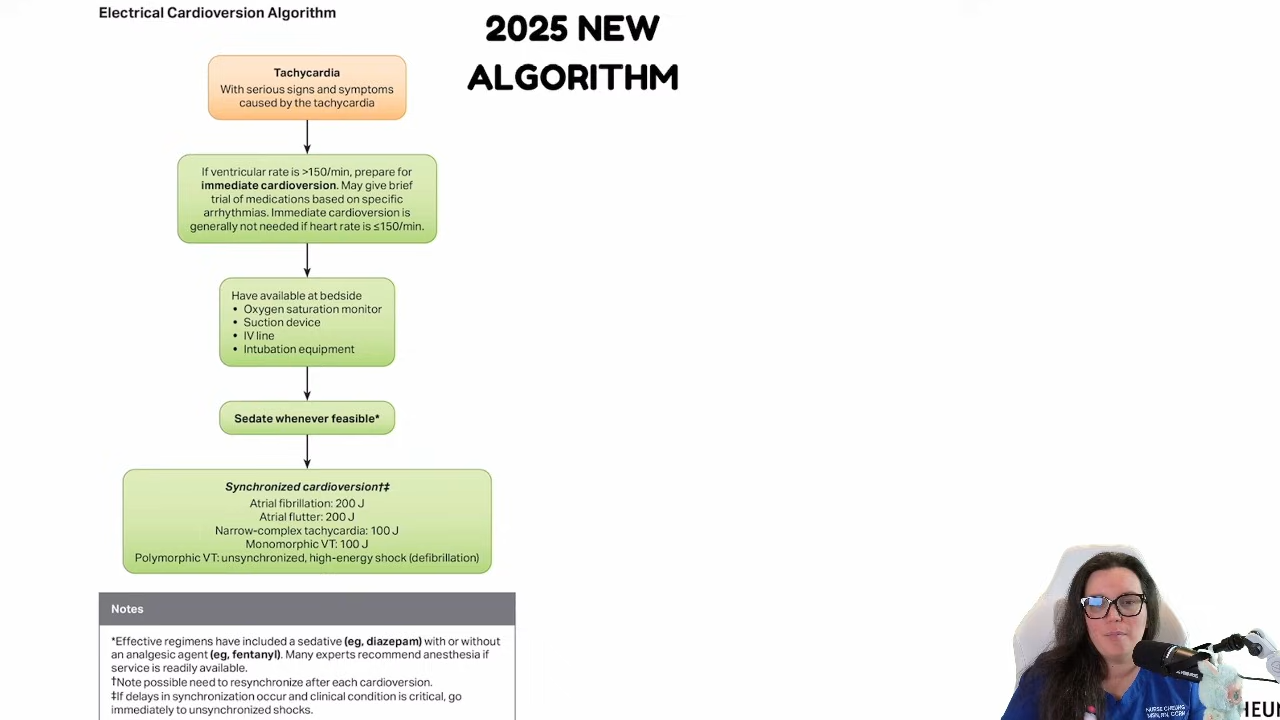 Electrical Cardioversion Algorithm
2025 NEW
ALGORITHM
Tachycardia
With serious signs and symptoms
caused by the tachycardia
If ventricular rate is >150/min, prepare for
immediate cardioversion. May give brief
trial of medications based on specific
arrhythmias. Immediate cardioversion is
generally not needed if heart rate is ≤150/min.
Have available at bedside
• Oxygen saturation monitor
• Suction device
• IV line
• Intubation equipment
Sedate whenever feasible*
Synchronized cardioversion†‡
Atrial fibrillation: 200 J
Atrial flutter: 200 J
Narrow-complex tachycardia: 100 J
Monomorphic VT: 100 J
Polymorphic VT: unsynchronized, high-energy shock (defibrillation)
Notes
*Effective regimens have included a sedative (eg, diazepam) with or without
an analgesic agent (eg, fentanyl). Many experts recommend anesthesia if
service is readily available.
†Note possible need to resynchronize after each cardioversion.
‡If delays in synchronization occur and clinical condition is critical, go
immediately to unsynchronized shocks.
NURSE CHEUNG
MSN, RN, CCRN